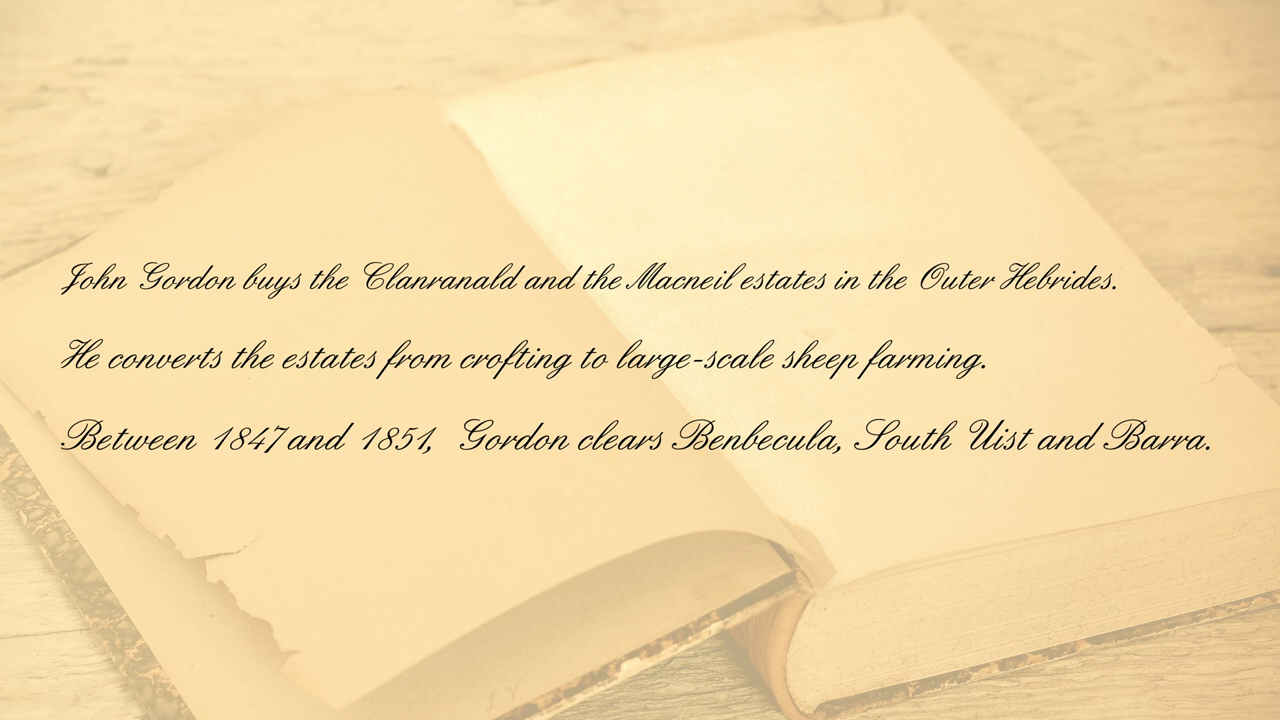 John Gordon buys the Clanranald and the Macneil estates in the Outer Hebrides.
He converts the estates from crofting to large-scale sheep farming.
Between 1847 and 1851, Gordon clears Benbecula, South Uist and Barra.